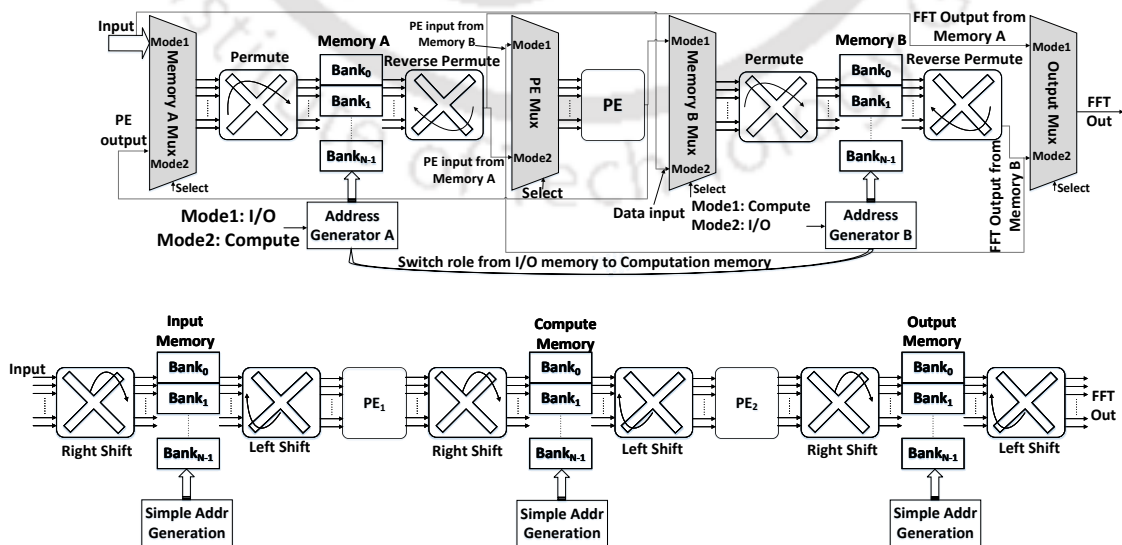 Input
Mode1
Memory A Mux
Mode2
Select
PE
output
Permute
Memory A
Bank0
Bank1
BankN-1
Reverse Permute
PE input from
Memory B
PE input from
Memory A
Mode1
PE Mux
Mode2
Select
PE
Mode1
Memory B Mux
Mode2
Select
Data input
Permute
Memory B
Bank0
Bank1
BankN-1
Reverse Permute
FFT Output from
Memory A
FFT Output from
Memory B
Mode1
Output Mux
Mode2
Select
FFT
Out
Mode1: I/O
Mode2: Compute
Address
Generator A
Mode1: Compute
Mode2: I/O
Address
Generator B
Switch role from I/O memory to Computation memory
Input
Right Shift
Input
Memory
Bank0
Bank1
BankN-1
Simple Addr
Generation
Left Shift
PE1
Right Shift
Compute
Memory
Bank0
Bank1
BankN-1
Simple Addr
Generation
Left Shift
PE2
Right Shift
Output
Memory
Bank0
Bank1
BankN-1
Simple Addr
Generation
Left Shift
FFT
Out
of Technology